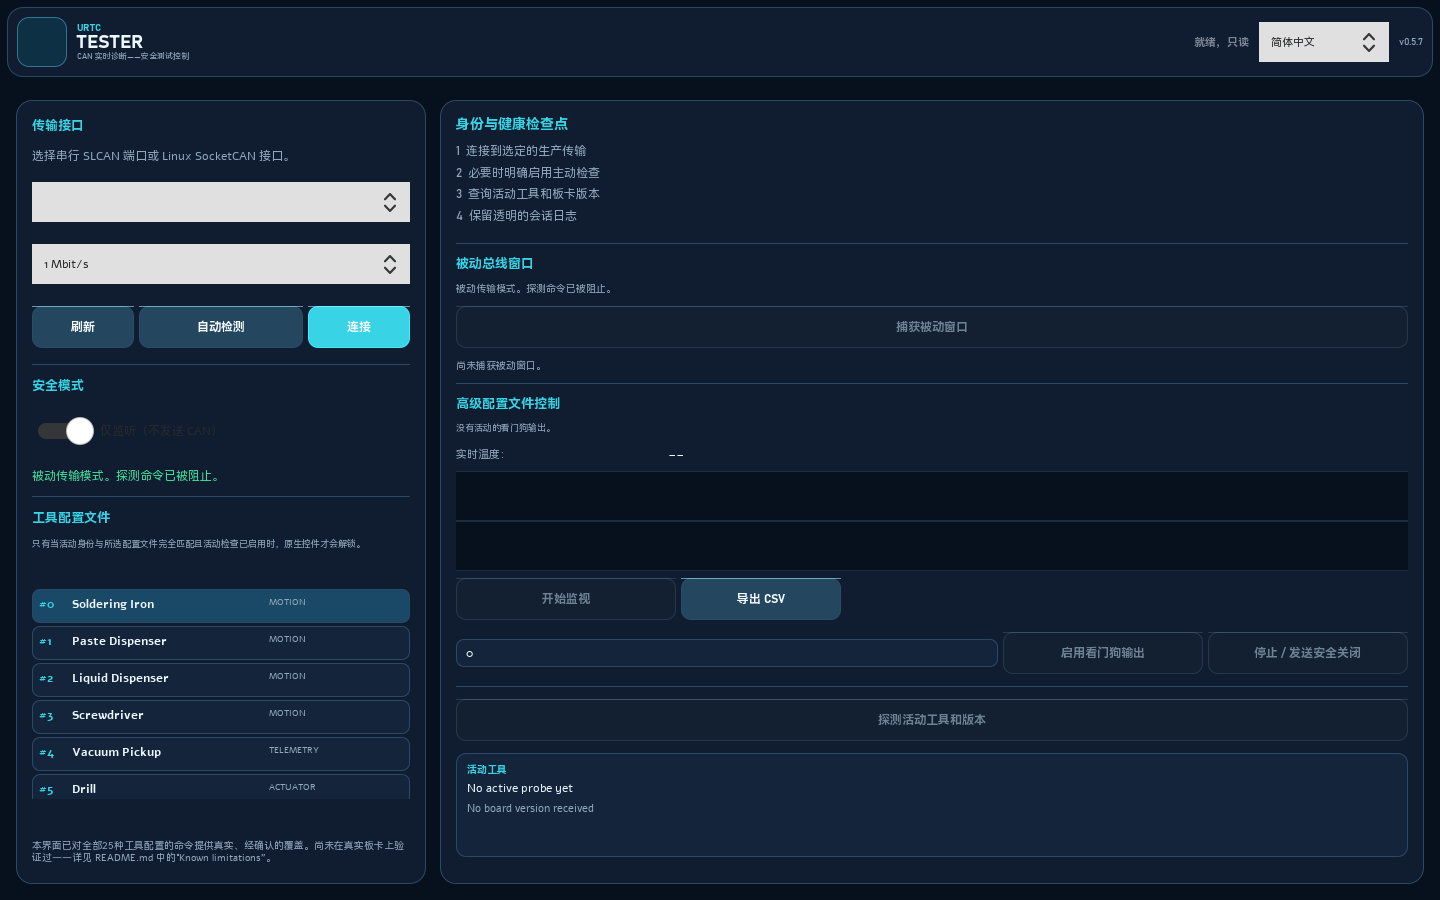 URTC
TESTER
CAN 实时诊断——安全测试控制
就绪，只读
简体中文
v0.5.7
传输接口
选择串行 SLCAN 端口或 Linux SocketCAN 接口。
1 Mbit/s
刷新
自动检测
连接
安全模式
仅监听（不发送 CAN）
被动传输模式。探测命令已被阻止。
工具配置文件
只有当活动身份与所选配置文件完全匹配且活动检查已启用时，原生控件才会解锁。
#0 Soldering Iron MOTION
#1 Paste Dispenser MOTION
#2 Liquid Dispenser MOTION
#3 Screwdriver MOTION
#4 Vacuum Pickup TELEMETRY
#5 Drill ACTUATOR
本界面已对全部25种工具配置的命令提供真实、经确认的覆盖。尚未在真实板卡上验
证过——详见 README.md 中的"Known limitations"。
身份与健康检查点
1 连接到选定的生产传输
2 必要时明确启用主动检查
3 查询活动工具和板卡版本
4 保留透明的会话日志
被动总线窗口
被动传输模式。探测命令已被阻止。
捕获被动窗口
尚未捕获被动窗口。
高级配置文件控制
没有活动的看门狗输出。
实时温度： ——
开始监视
导出 CSV
0
启用看门狗输出
停止 / 发送安全关闭
探测活动工具和版本
活动工具
No active probe yet
No board version received